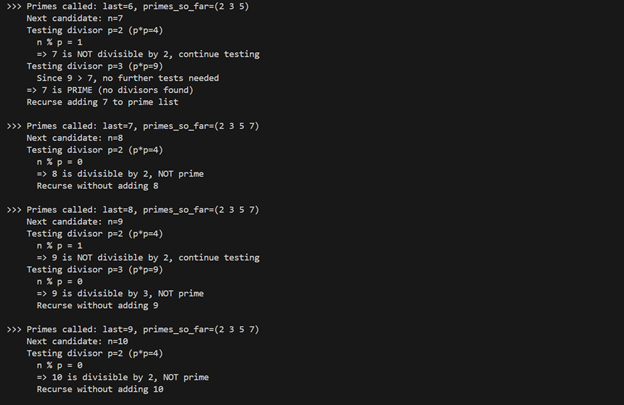 >>> Primes called: last=6, primes_so_far=(2 3 5)
Next candidate: n=7
Testing divisor p=2 (p*p=4)
n % p = 1
=> 7 is NOT divisible by 2, continue testing
Testing divisor p=3 (p*p=9)
Since 9 > 7, no further tests needed
=> 7 is PRIME (no divisors found)
Recurse adding 7 to prime list
>>> Primes called: last=7, primes_so_far=(2 3 5 7)
Next candidate: n=8
Testing divisor p=2 (p*p=4)
n % p = 0
=> 8 is divisible by 2, NOT prime
Recurse without adding 8
>>> Primes called: last=8, primes_so_far=(2 3 5 7)
Next candidate: n=9
Testing divisor p=2 (p*p=4)
n % p = 1
=> 9 is NOT divisible by 2, continue testing
Testing divisor p=3 (p*p=9)
n % p = 0
=> 9 is divisible by 3, NOT prime
Recurse without adding 9
>>> Primes called: last=9, primes_so_far=(2 3 5 7)
Next candidate: n=10
Testing divisor p=2 (p*p=4)
n % p = 0
=> 10 is divisible by 2, NOT prime
Recurse without adding 10